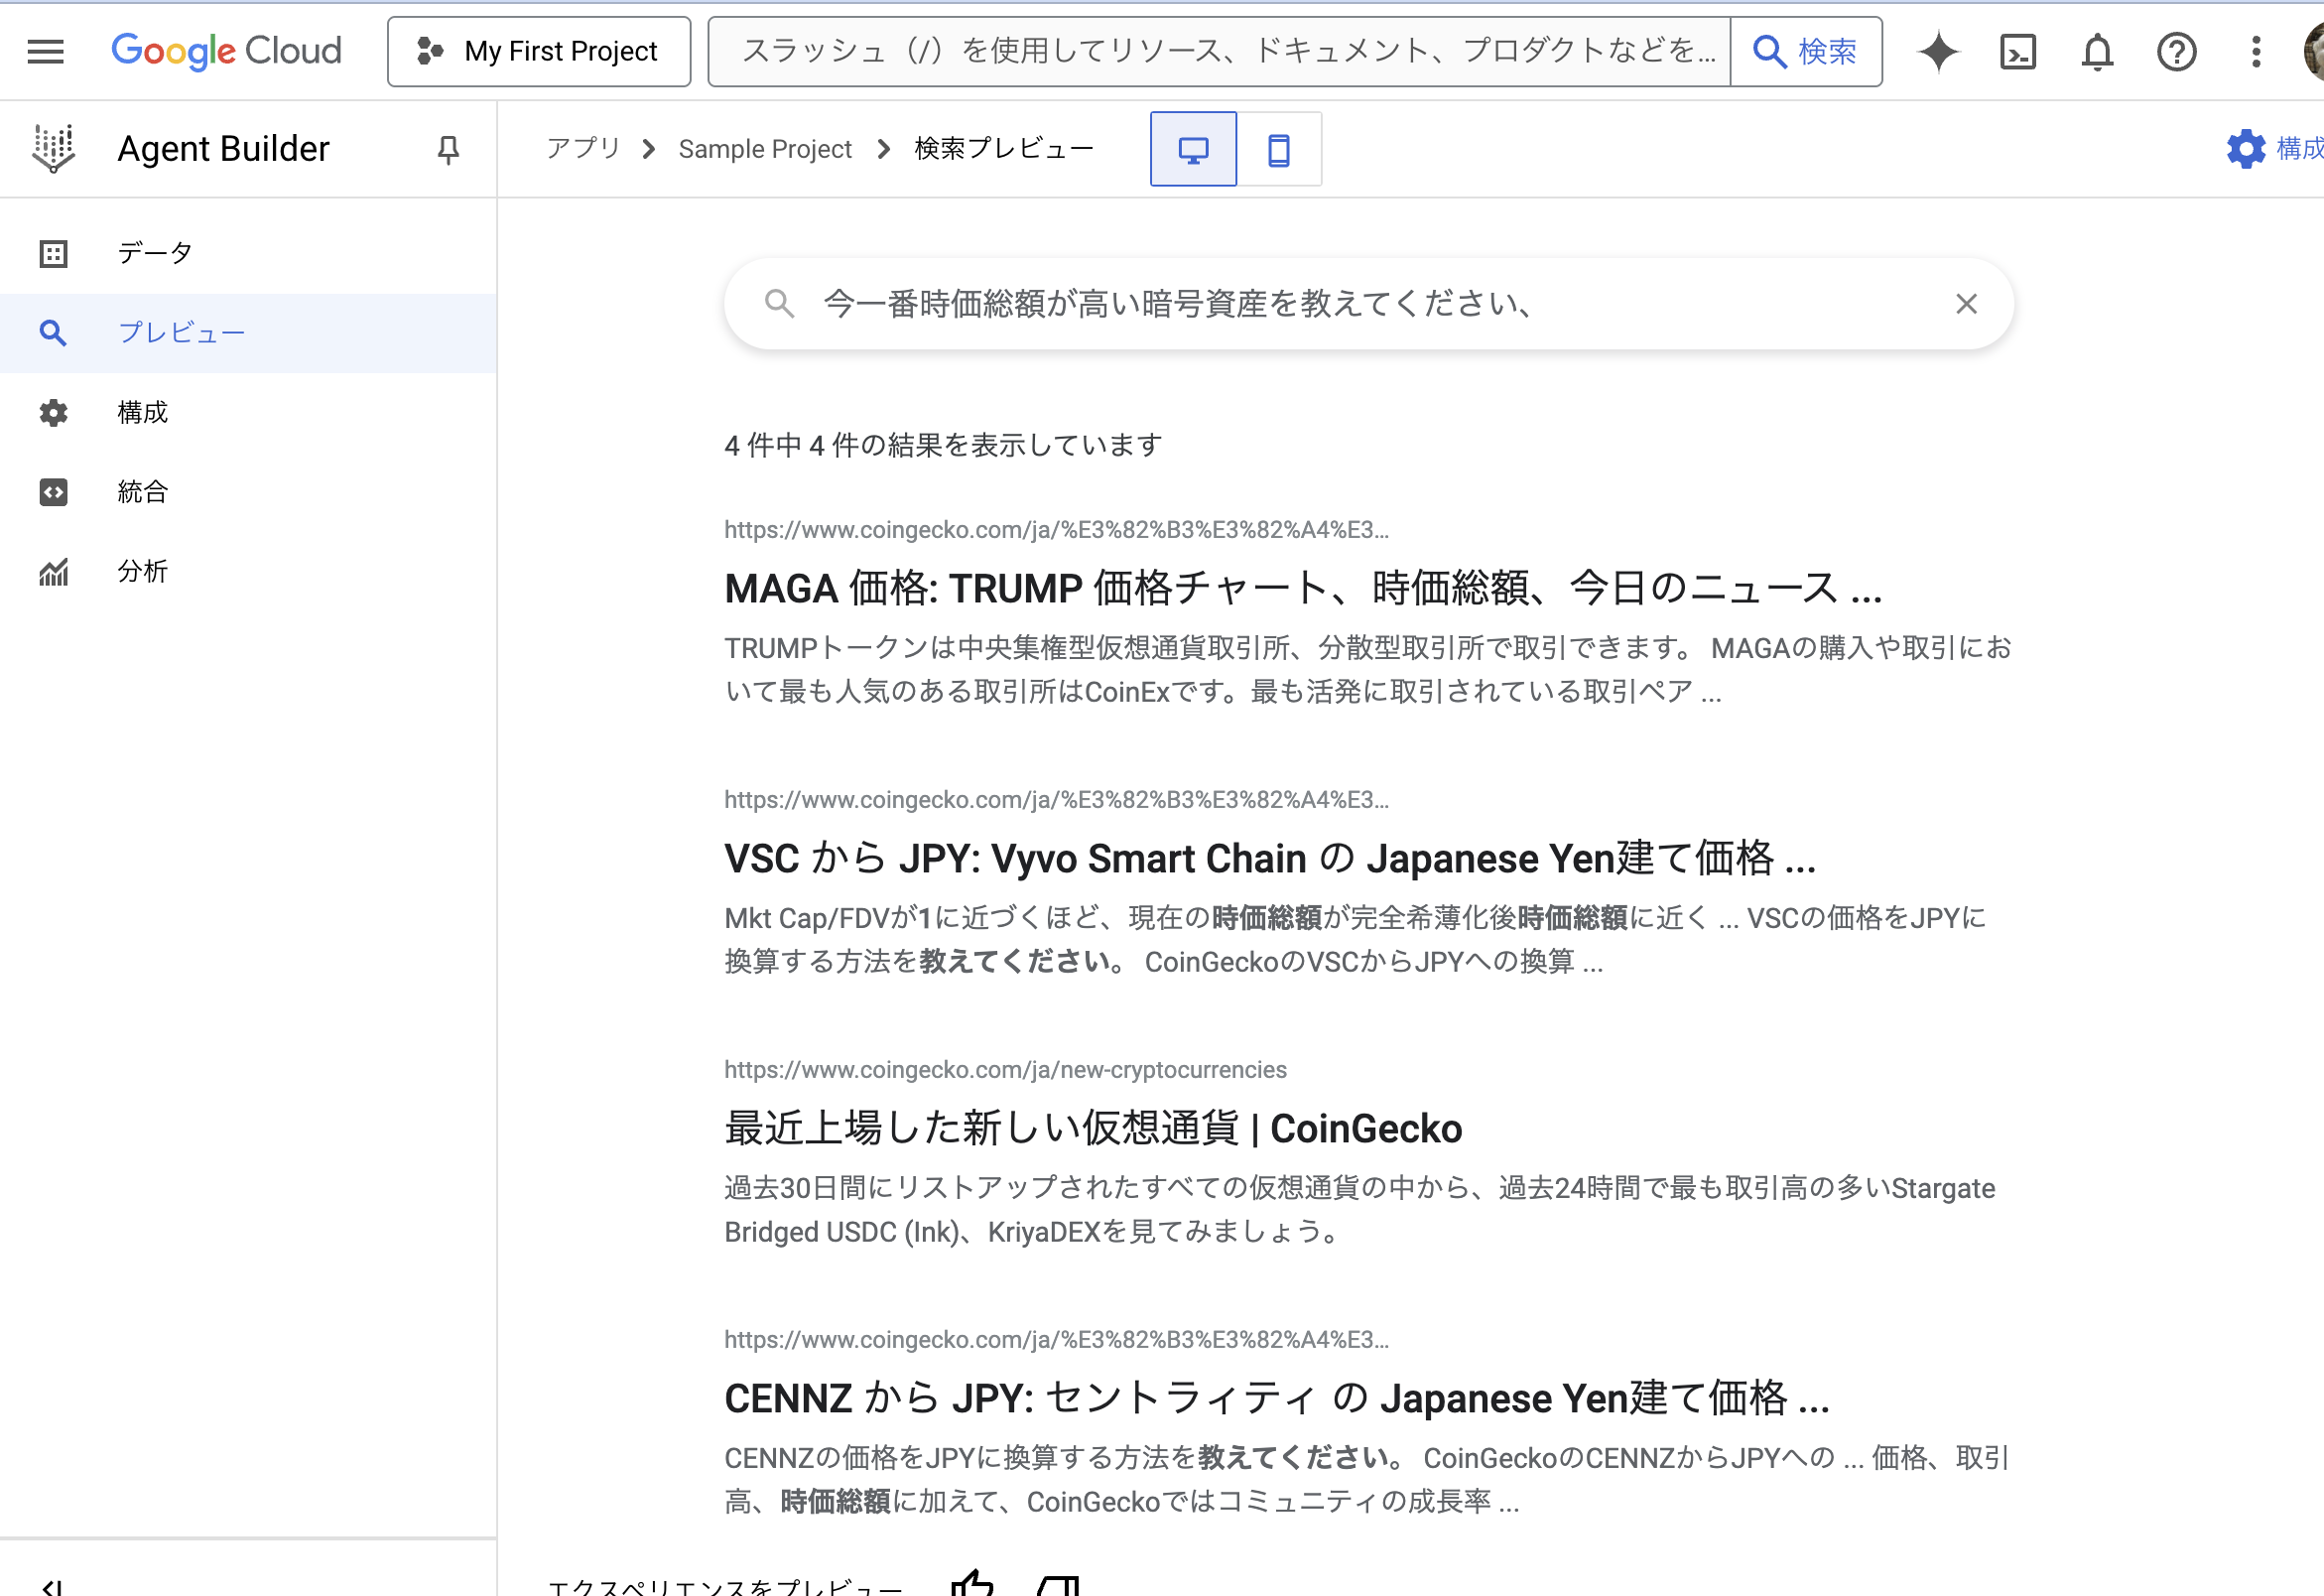 Google Cloud
My First Project
スラッシュ（/）を使用してリソース、ドキュメント、プロダクトなどを...
検索
Agent Builder
アプリ
Sample Project
検索プレビュー
構成
データ
プレビュー
構成
統合
分析
今一番時価総額が高い暗号資産を教えてください、
4 件中 4 件の結果を表示しています
https://www.coingecko.com/ja/%E3%82%B3%E3%82%A4%E3...
MAGA 価格: TRUMP 価格チャート、時価総額、今日のニュース ...
TRUMPトークンは中央集権型仮想通貨取引所、分散型取引所で取引できます。 MAGAの購入や取引にお
いて最も人気のある取引所はCoinExです。最も活発に取引されている取引ペア ...
https://www.coingecko.com/ja/%E3%82%B3%E3%82%A4%E3...
VSC から JPY: Vyvo Smart Chain の Japanese Yen建て価格 ...
Mkt Cap/FDVが1に近づくほど、現在の時価総額が完全希薄化後時価総額に近く ... VSCの価格をJPYに
換算する方法を教えてください。 CoinGeckoのVSCからJPYへの換算 ...
https://www.coingecko.com/ja/new-cryptocurrencies
最近上場した新しい仮想通貨 | CoinGecko
過去30日間にリストアップされたすべての仮想通貨の中から、過去24時間で最も取引高の多いStargate
Bridged USDC (Ink)、KriyaDEXを見てみましょう。
https://www.coingecko.com/ja/%E3%82%B3%E3%82%A4%E3...
CENNZ から JPY: セントラィティ の Japanese Yen建て価格 ...
CENNZの価格をJPYに換算する方法を教えてください。 CoinGeckoのCENNZからJPYへの ... 価格、取引
高、時価総額に加えて、CoinGeckoではコミュニティの成長率 ...
エクスペリエンスをプレビュー